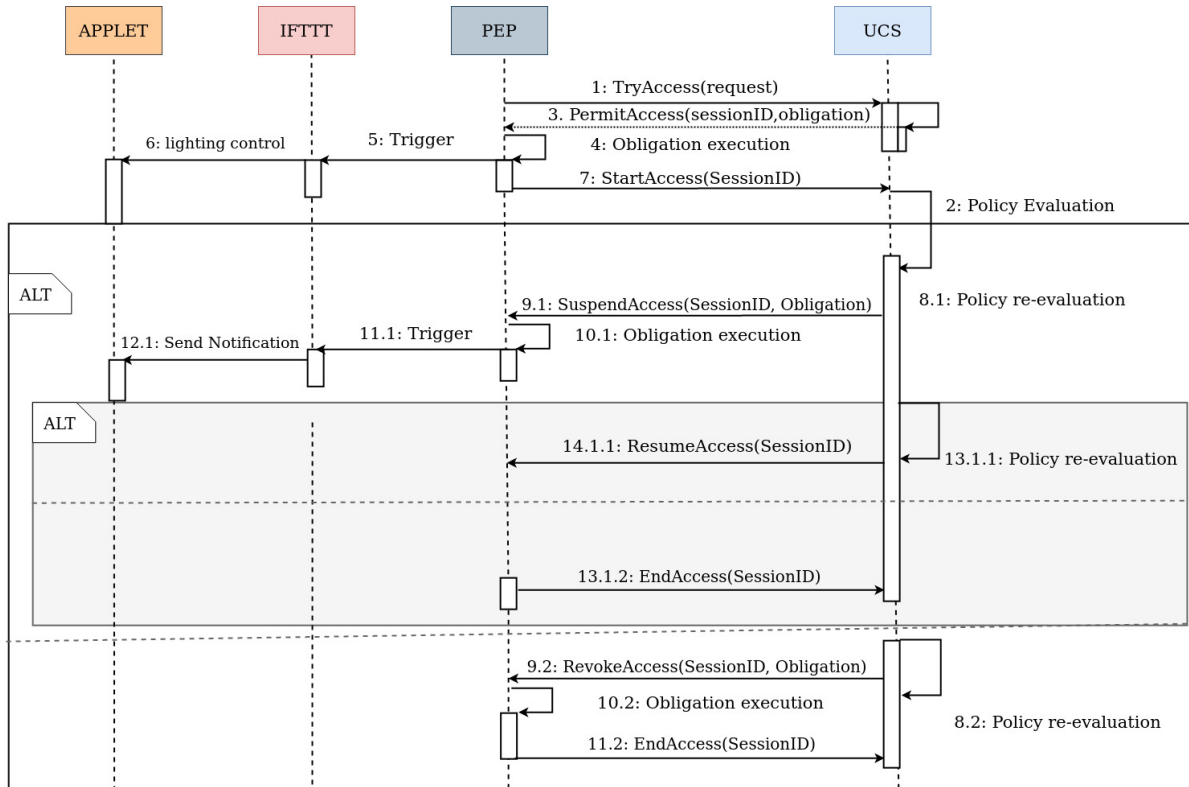 APPLET
IFTTT
PEP
UCS
1: TryAccess(request)
3. PermitAccess(sessionID,obligation)
6: lighting control
5: Trigger
4: Obligation execution
7: StartAccess(SessionID)
2: Policy Evaluation
ALT
9.1: SuspendAccess(SessionID, Obligation)
8.1: Policy re-evaluation
12.1: Send Notification
11.1: Trigger
10.1: Obligation execution
ALT
14.1.1: ResumeAccess(SessionID)
13.1.1: Policy re-evaluation
13.1.2: EndAccess(SessionID)
9.2: RevokeAccess(SessionID, Obligation)
10.2: Obligation execution
8.2: Policy re-evaluation
11.2: EndAccess(SessionID)